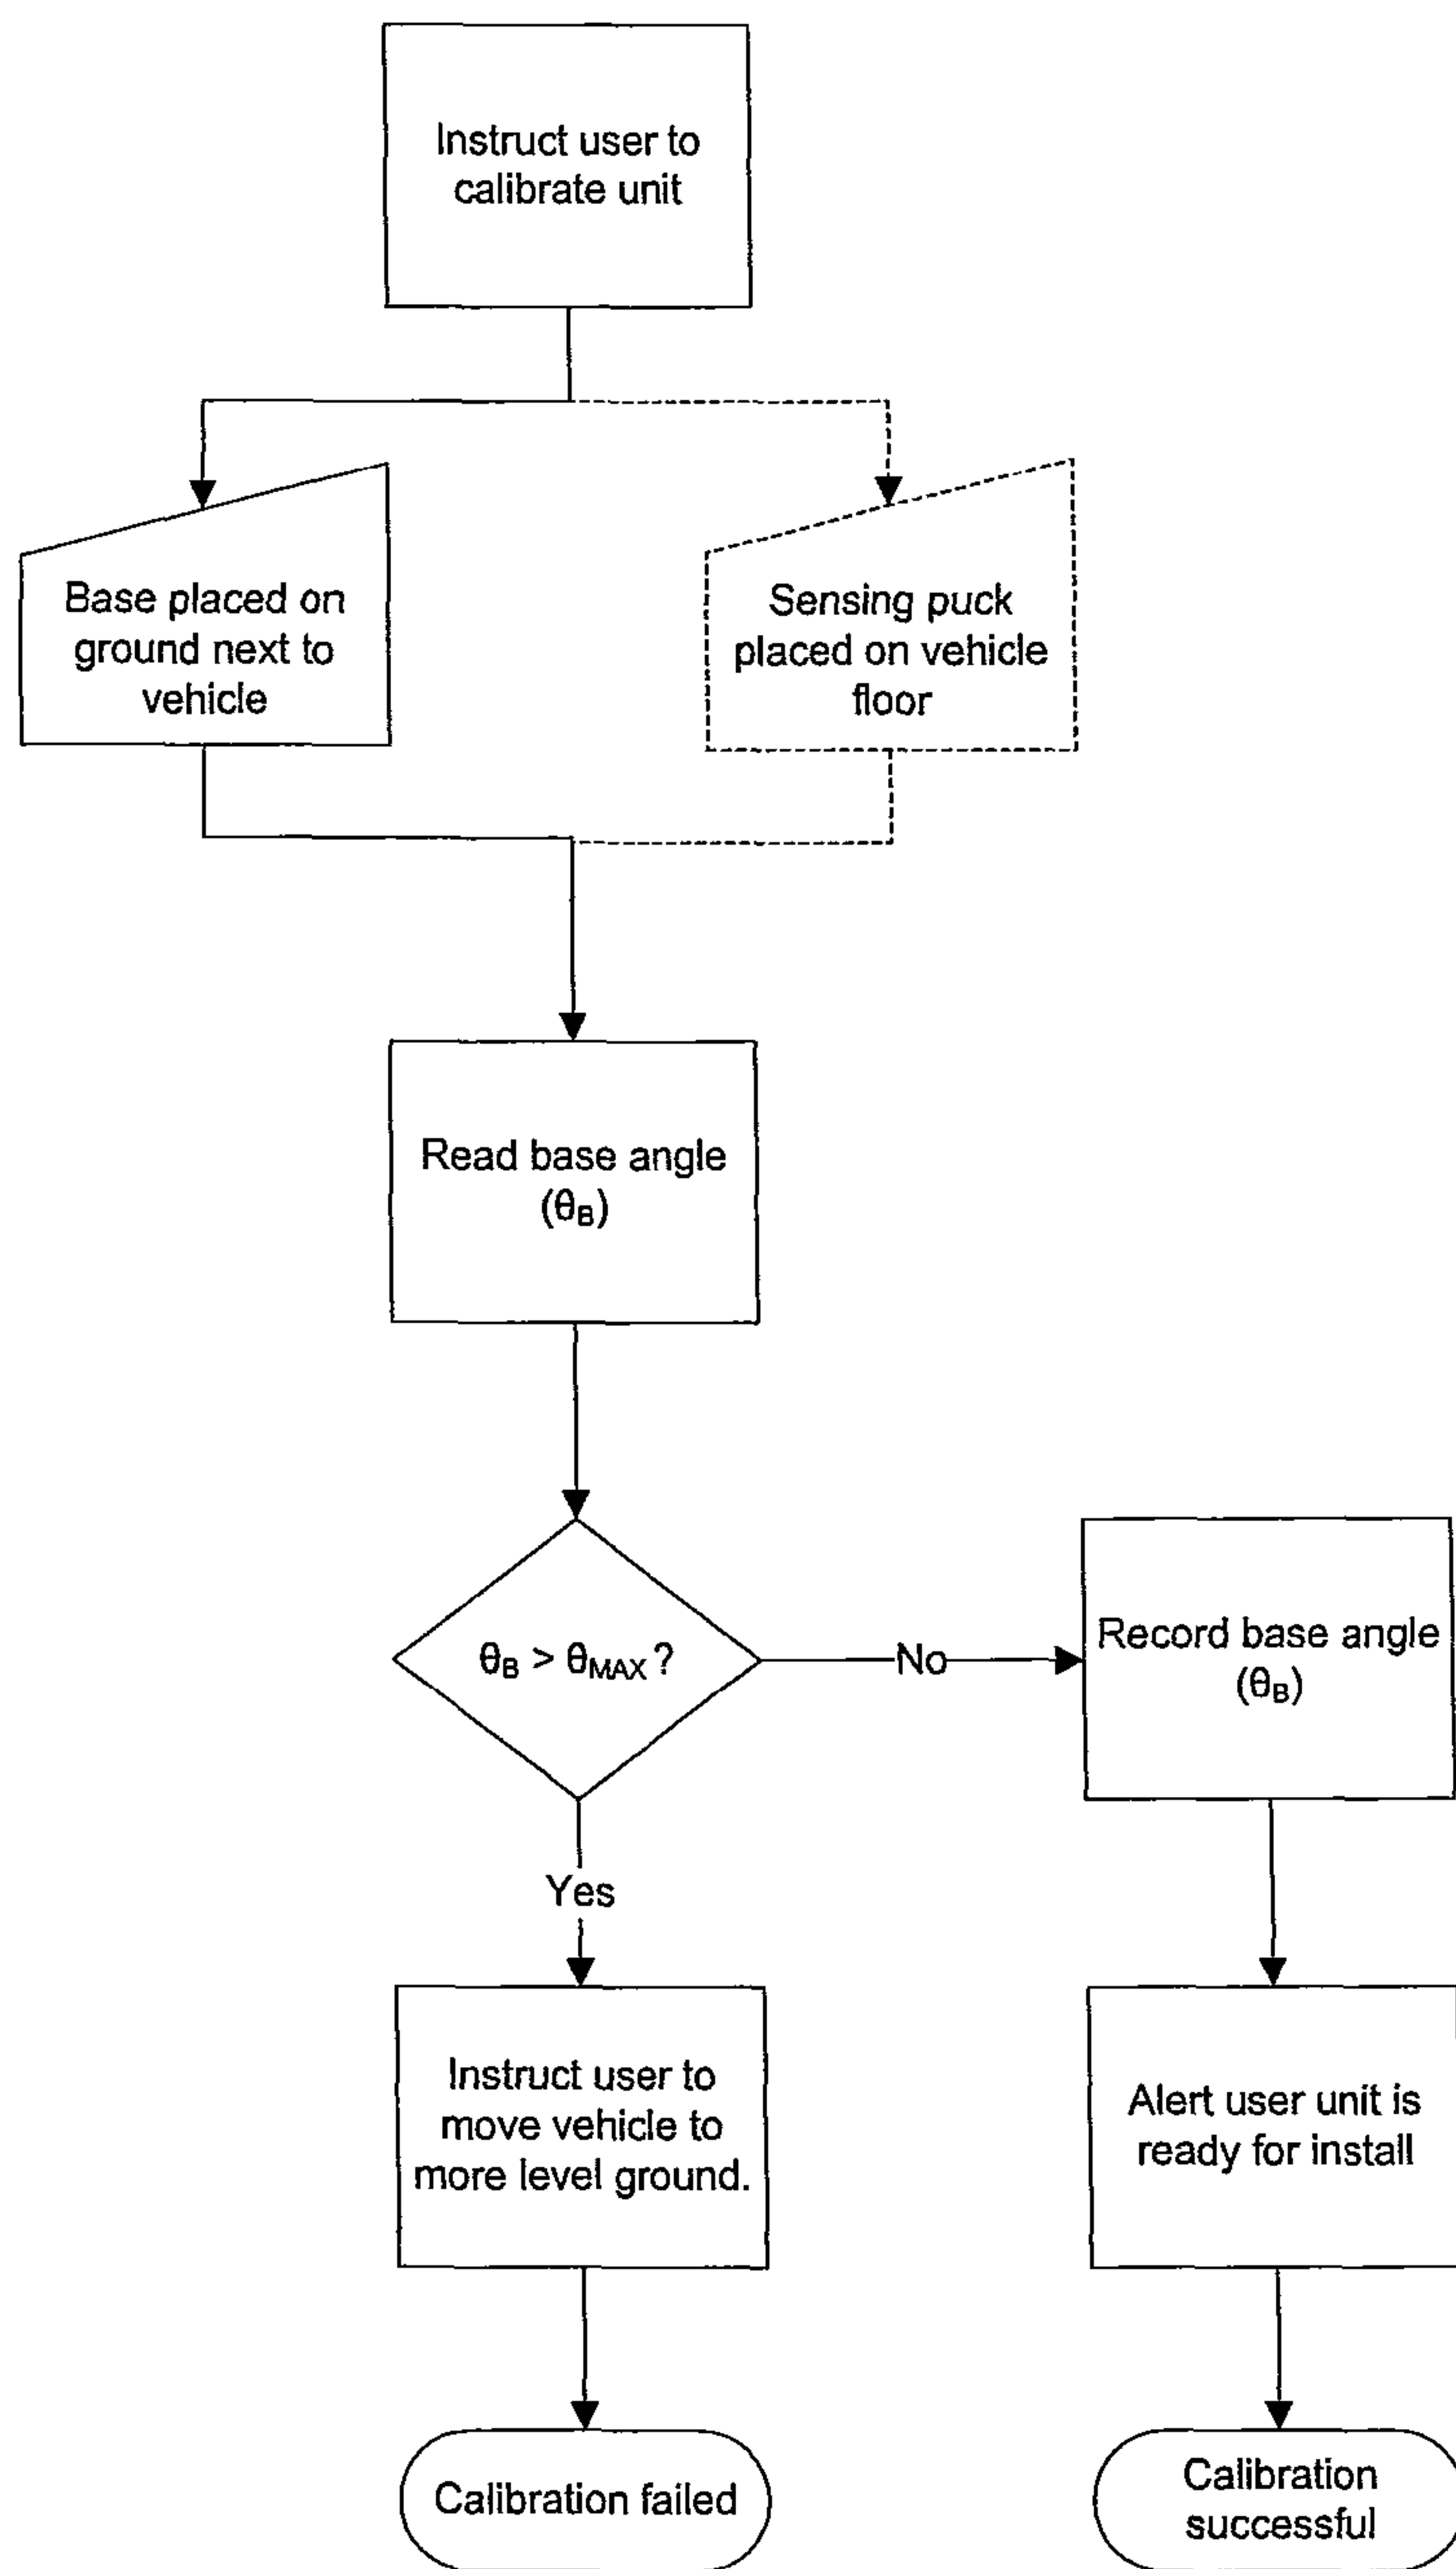 Instruct user to
calibrate unit
Base placed on
ground next to
vehicle
Sensing puck
placed on vehicle
floor
Read base angle
(θB)
θB > θMAX ?
No
Record base angle
(θB)
Yes
Instruct user to
move vehicle to
more level ground.
Alert user unit is
ready for install
Calibration failed
Calibration
successful